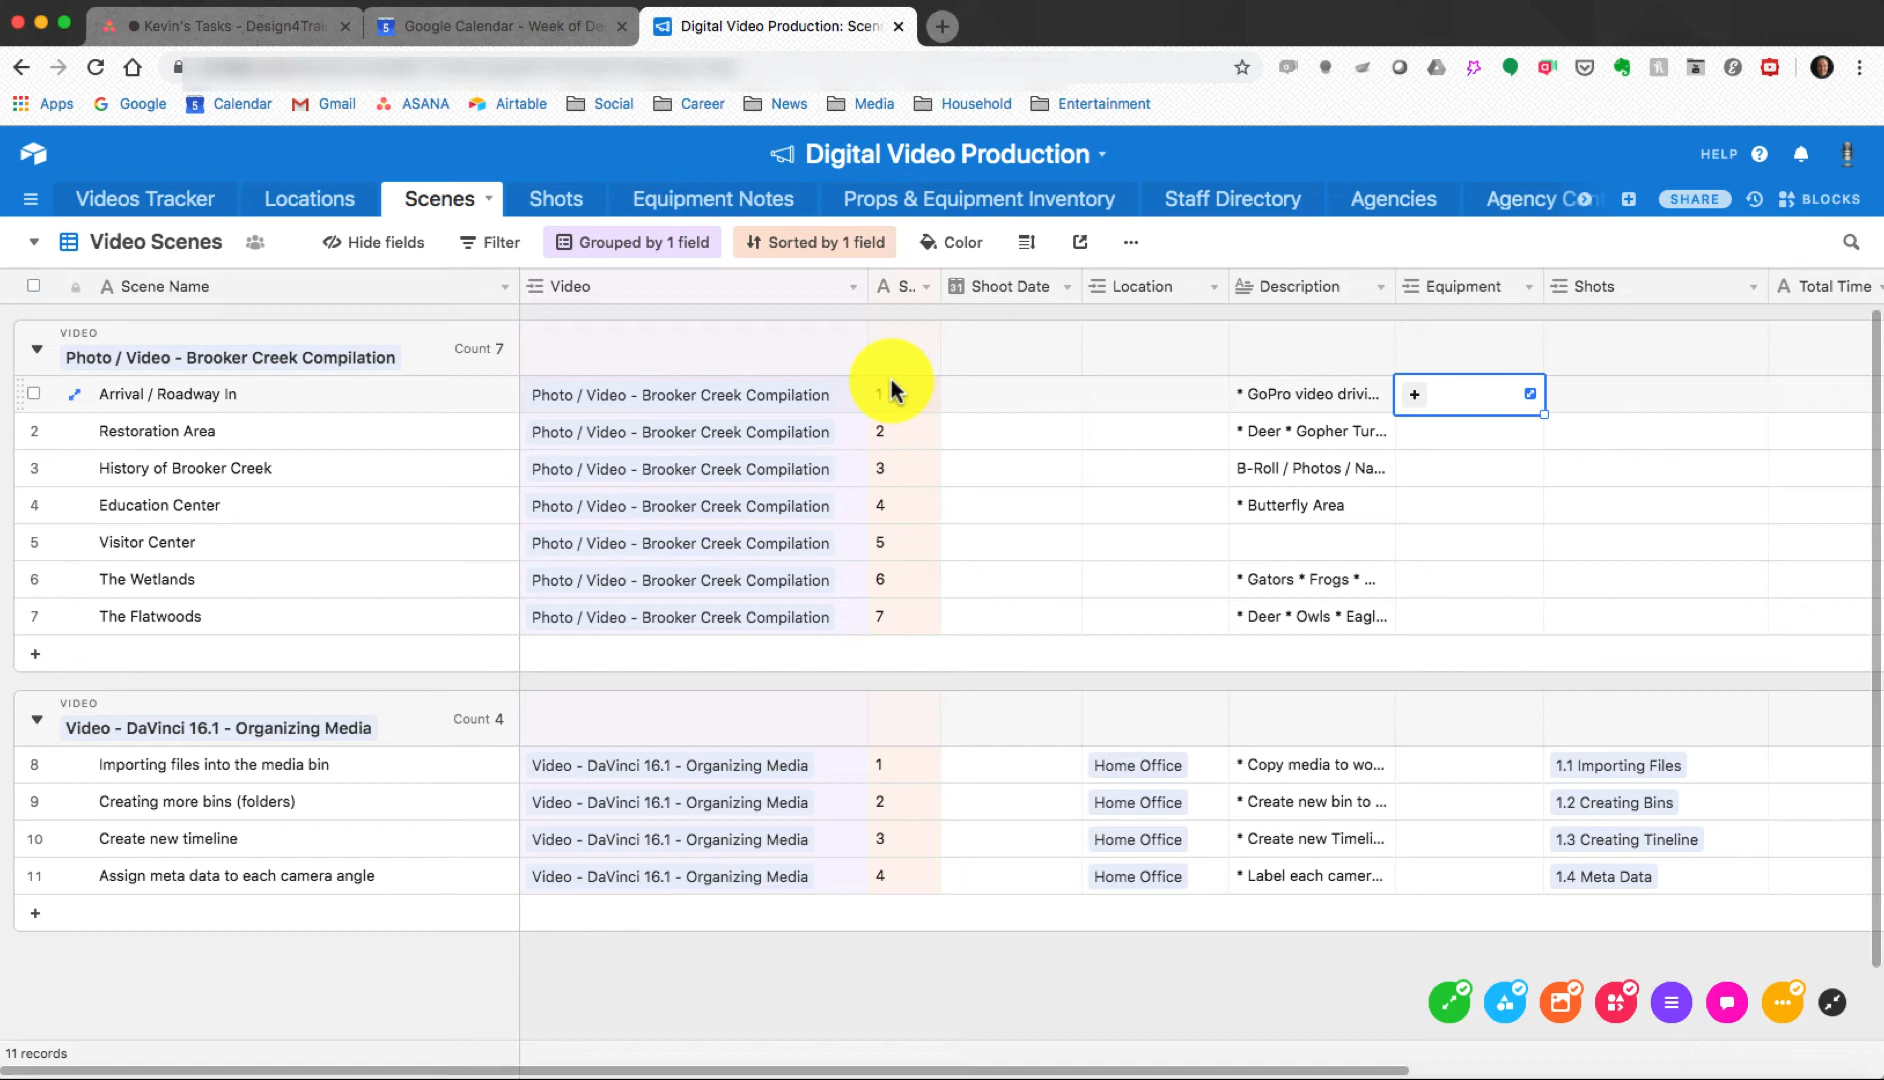 Kevin's Tasks - Design4Trai
5 Google Calendar - Week of De
Digital Video Production: Scen
Apps Google 5 Calendar Gmail ASANA Airtable Social Career News Media Household Entertainment
Digital Video Production
HELP ?
Videos Tracker Locations Scenes Shots Equipment Notes Props & Equipment Inventory Staff Directory Agencies Agency SHARE BLOCKS
Video Scenes Hide fields Filter Grouped by 1 field Sorted by 1 field Color
Scene Name Video S.. Shoot Date Location Description Equipment Shots Total Time
VIDEO
Photo / Video - Brooker Creek Compilation Count 7
Arrival / Roadway In Photo / Video - Brooker Creek Compilation 1 * GoPro video drivi...
2 Restoration Area Photo / Video - Brooker Creek Compilation 2 * Deer * Gopher Tur...
3 History of Brooker Creek Photo / Video - Brooker Creek Compilation 3 B-Roll / Photos / Na...
4 Education Center Photo / Video - Brooker Creek Compilation 4 * Butterfly Area
5 Visitor Center Photo / Video - Brooker Creek Compilation 5
6 The Wetlands Photo / Video - Brooker Creek Compilation 6 * Gators * Frogs * ...
7 The Flatwoods Photo / Video - Brooker Creek Compilation 7 * Deer * Owls * Eagl...
VIDEO
Video - DaVinci 16.1 - Organizing Media Count 4
8 Importing files into the media bin Video - DaVinci 16.1 - Organizing Media 1 Home Office * Copy media to wo... 1.1 Importing Files
9 Creating more bins (folders) Video - DaVinci 16.1 - Organizing Media 2 Home Office * Create new bin to ... 1.2 Creating Bins
10 Create new timeline Video - DaVinci 16.1 - Organizing Media 3 Home Office * Create new Timeli... 1.3 Creating Tineline
11 Assign meta data to each camera angle Video - DaVinci 16.1 - Organizing Media 4 Home Office * Label each camer... 1.4 Meta Data
11 records